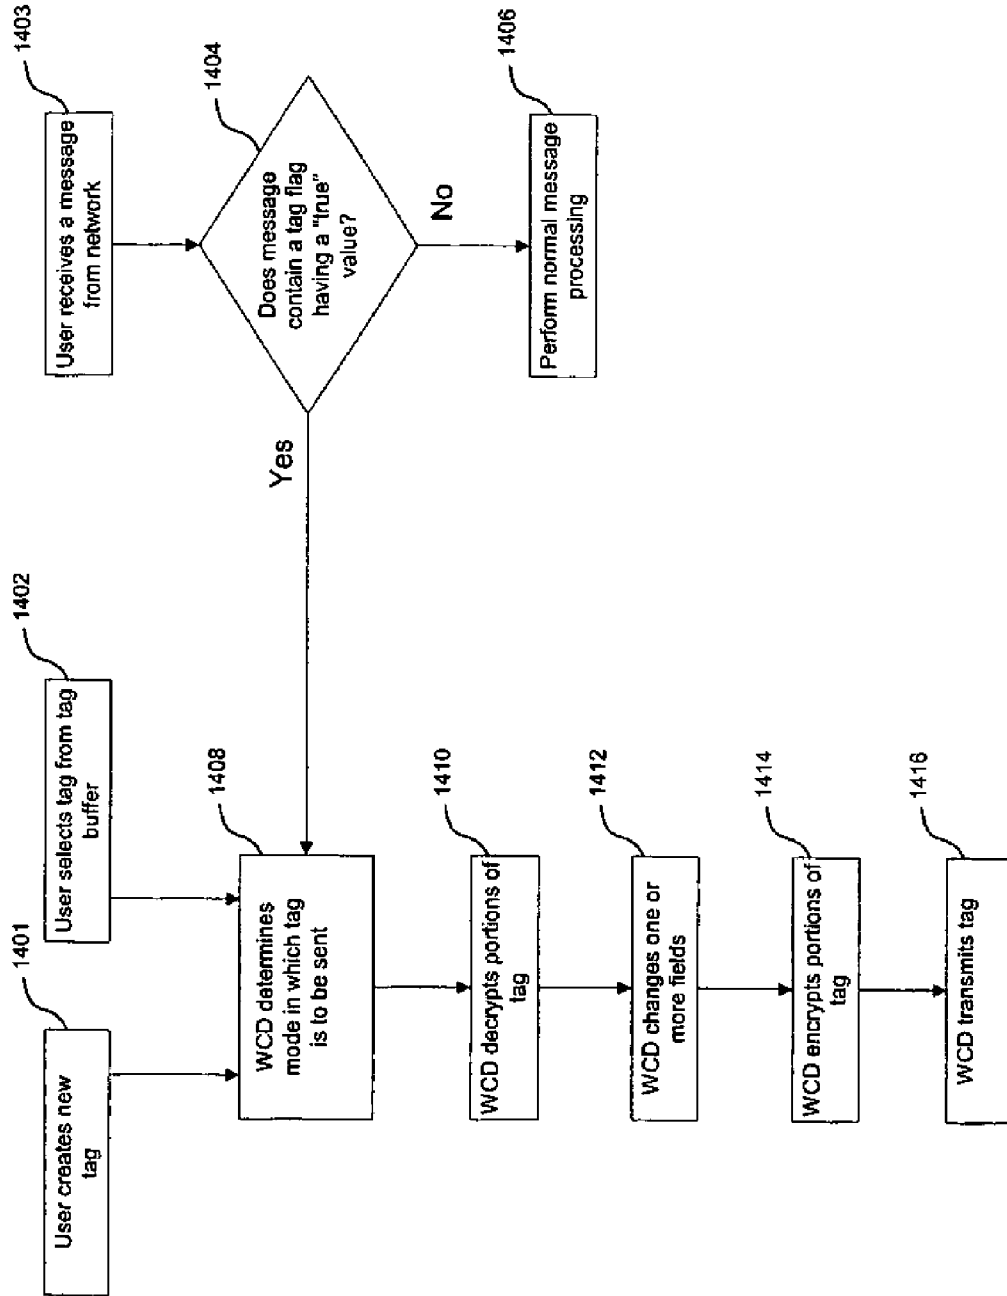 1401
User creates new
tag
1402
User selects tag from tag
buffer
1403
User receives a message
from network
1404
Does message
contain a tag flag
having a "true"
value?
Yes
No
1406
Perform normal message
processing
1408
WCD datermines
mode in which tag
is to be sent
1410
WCD decrypts portions of
tag
1412
WCD changes one or
more fields
1414
WCD encrypts portions of
tag
1416
WCD transmits tag